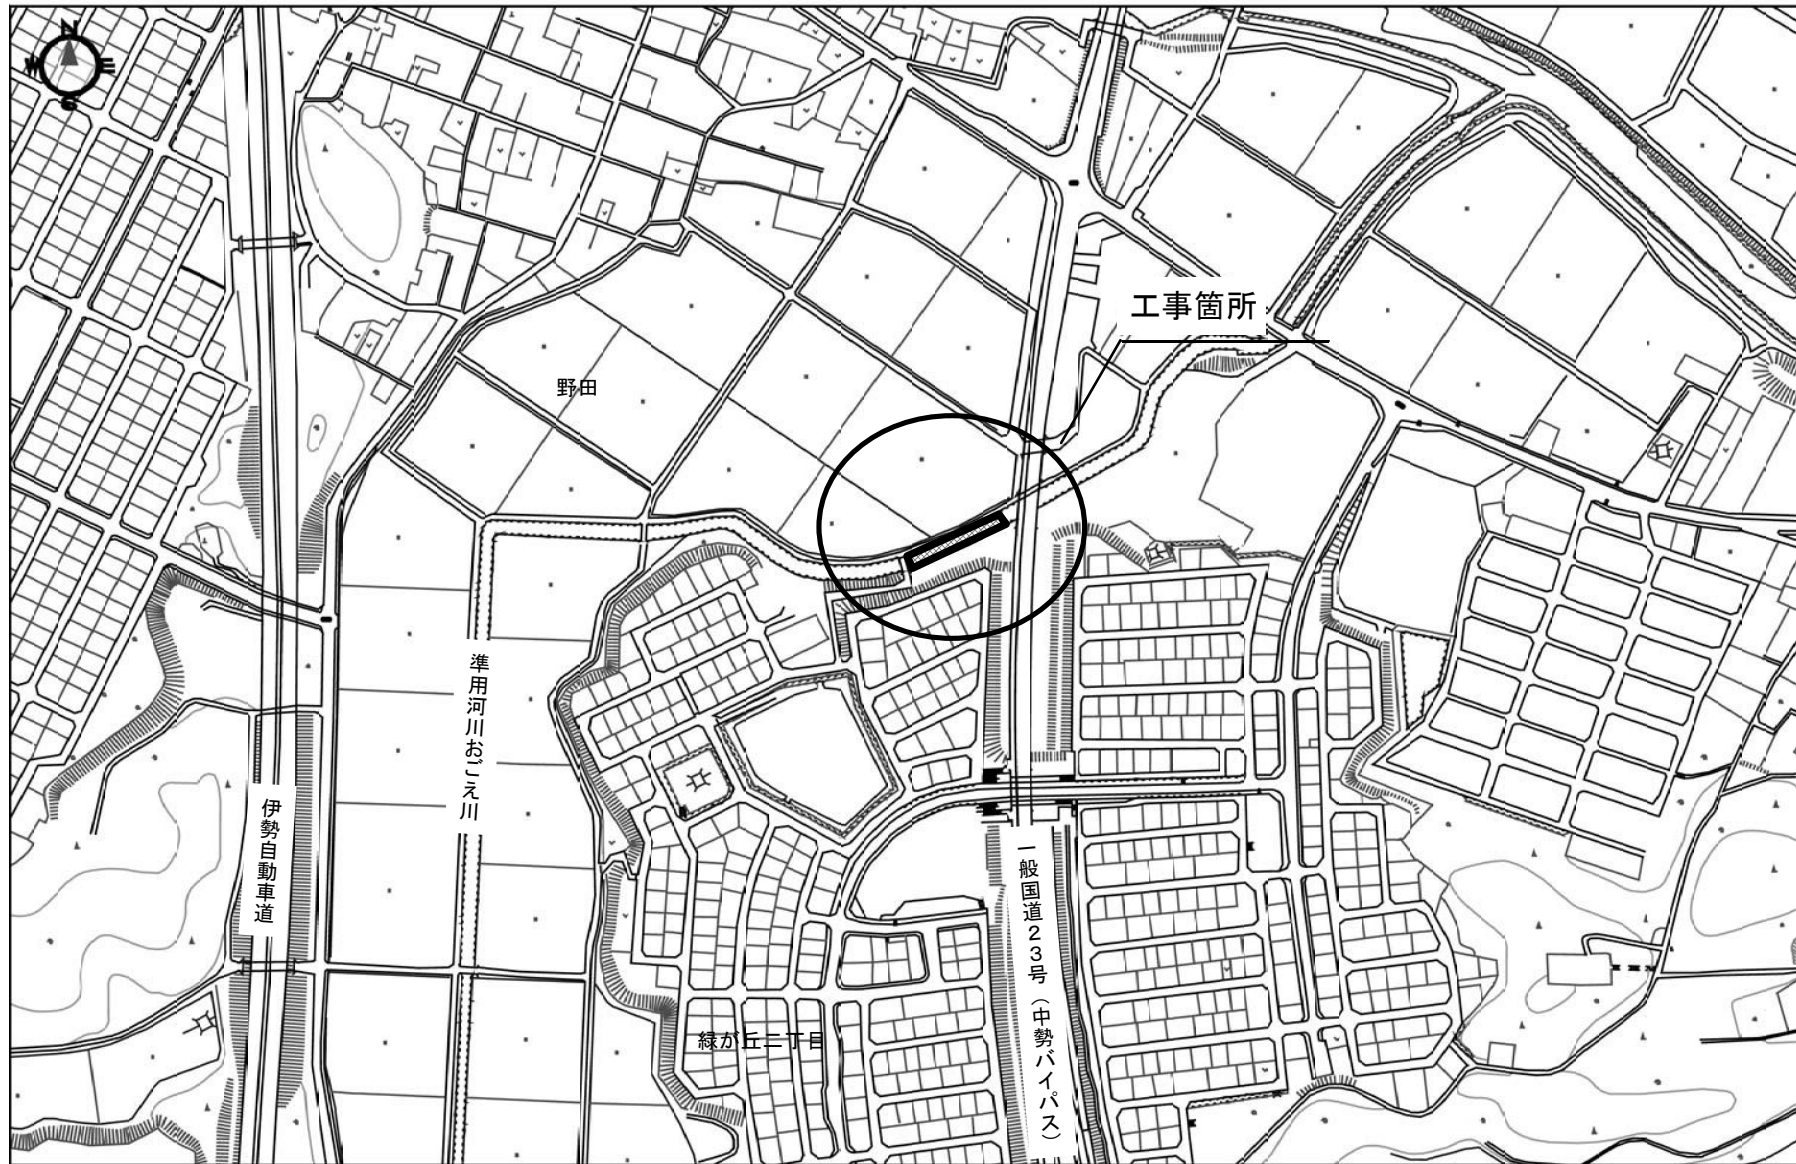 N
W
E
S
工事箇所
野田
準用河川おごえ川
伊勢自動車道
一般国道23号（中勢バイパス）
緑が丘二丁目